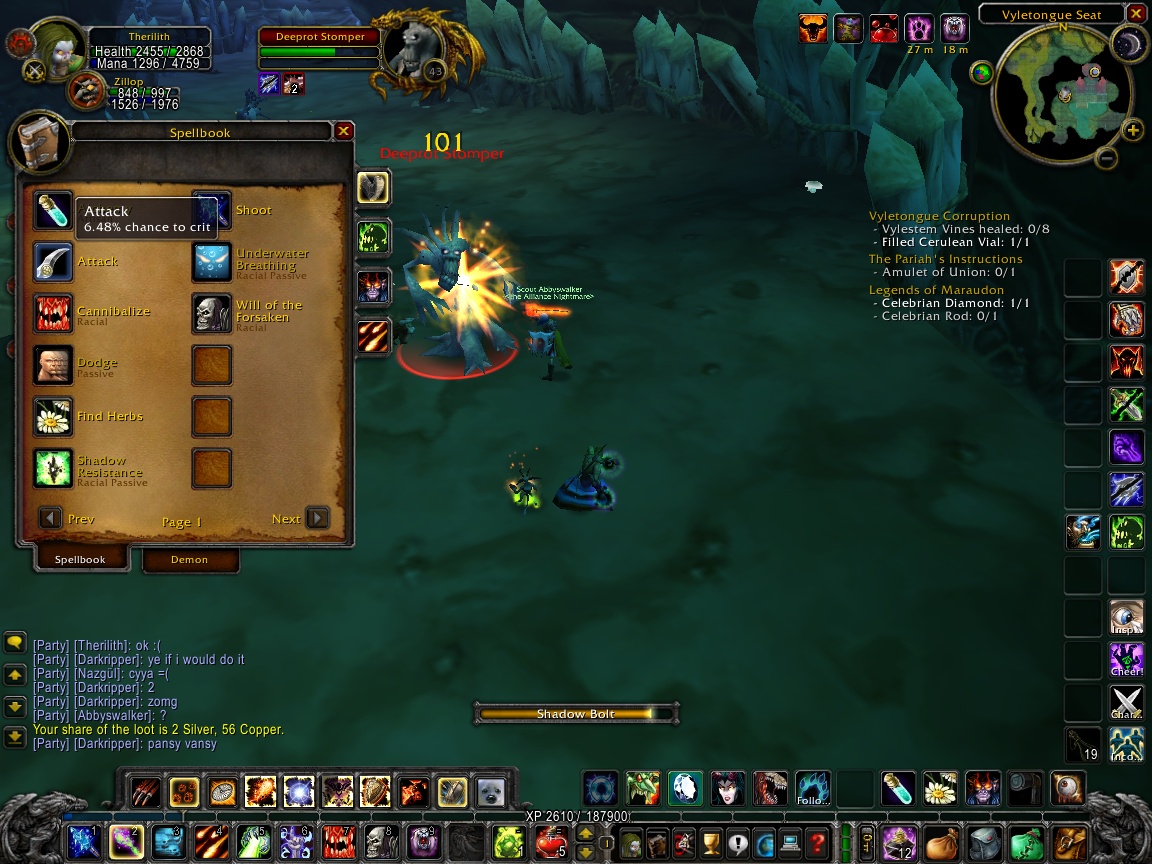 Therilith
Health 2455 / 2868
Mana 1296 / 4759
Zillop
848 / 997
1526 / 1976
Deeprot Stomper
43
2
27 m
18 m
Vyletongue Seat
N
Spellbook
Attack
6.48% chance to crit
Shoot
Attack
Underwater Breathing
Racial Passive
Cannibalize
Racial
Will of the Forsaken
Racial
Dodge
Passive
Find Herbs
Shadow Resistance
Racial Passive
Prev
Page 1
Next
Spellbook
Demon
101
Deeprot Stomper
Scout Abbyswalker
<the Alliance Nightmare>
Vyletongue Corruption
- Vylestem Vines healed: 0/8
- Filled Cerulean Vial: 1/1
The Pariah's Instructions
- Amulet of Union: 0/1
Legends of Maraudon
- Celebrian Diamond: 1/1
- Celebrian Rod: 0/1
[Party] [Therilith]: ok :(
[Party] [Darkripper]: ye if i would do it
[Party] [Nazgûl]: cyya =(
[Party] [Darkripper]: 2
[Party] [Darkripper]: zomg
[Party] [Abbyswalker]: ?
Your share of the loot is 2 Silver, 56 Copper.
[Party] [Darkripper]: pansy vansy
Shadow Bolt
Insp..
Cheer!
Char..
19
Incd..
Follo...
XP 2610 / 187900
1
2
3
4
5
6
7
8
9
5
1
12